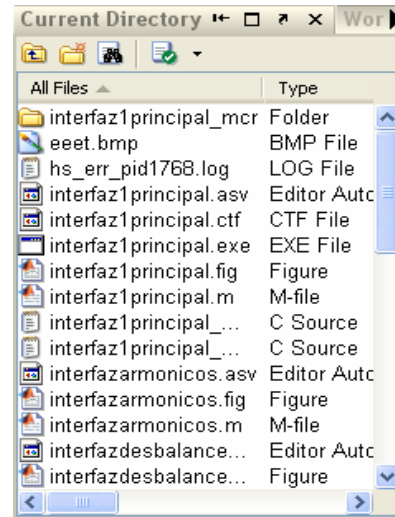 Current Directory Wor
All Files Type
interfaz1principal_mcr Folder
eeet.bmp BMP File
hs_err_pid1768.log LOG File
interfaz1principal.asv Editor Autc
interfaz1principal.ctf CTF File
interfaz1principal.exe EXE File
interfaz1principal.fig Figure
interfaz1principal.m M-file
interfaz1principal_... C Source
interfaz1principal_... C Source
interfazarmonicos.asv Editor Autc
interfazarmonicos.fig Figure
interfazarmonicos.m M-file
interfazdesbalance... Editor Autc
interfazdesbalance... Figure